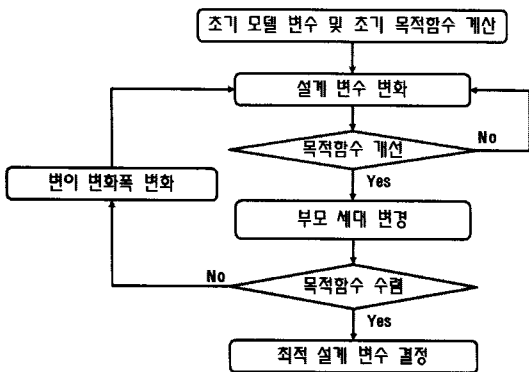 초기 모델 변수 및 초기 목적함수 계산
설계 변수 변화
목적함수 개선
No
Yes
변이 변화폭 변화
부모 세대 변경
No
목적함수 수렴
Yes
최적 설계 변수 결정